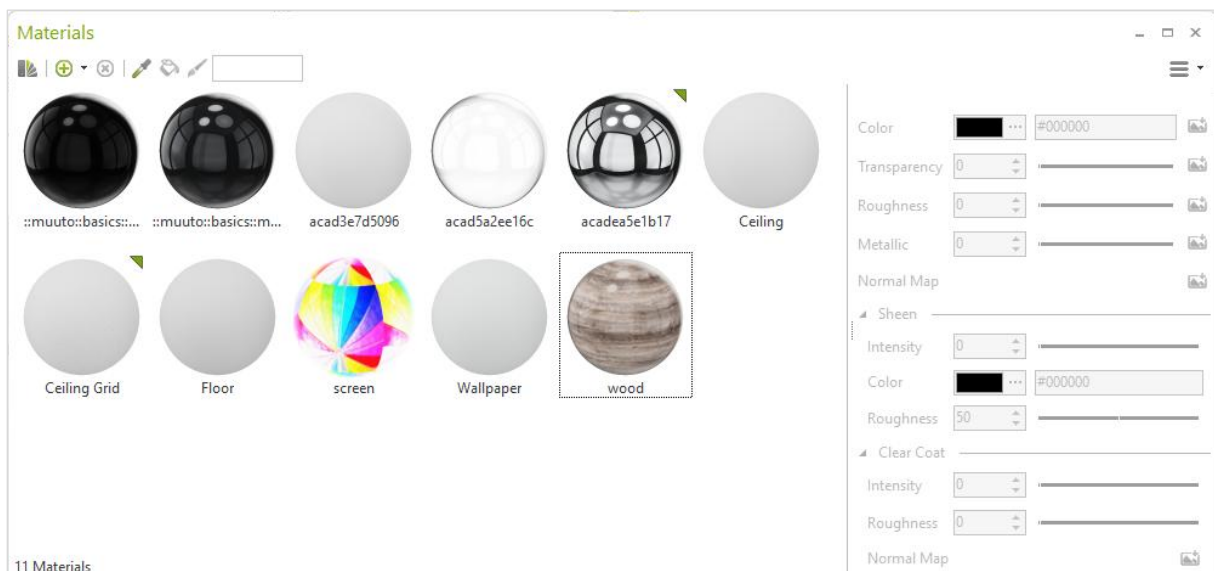 Materials
::muuto::basics::...
::muuto::basics::m...
acad3e7d5096
acad5a2ee16c
acadea5e1b17
Ceiling
Ceiling Grid
Floor
screen
Wallpaper
wood
11 Materials
Color
... #000000
Transparency 0
Roughness 0
Metallic 0
Normal Map
Sheen
Intensity 0
Color ... #000000
Roughness 50
Clear Coat
Intensity 0
Roughness 0
Normal Map